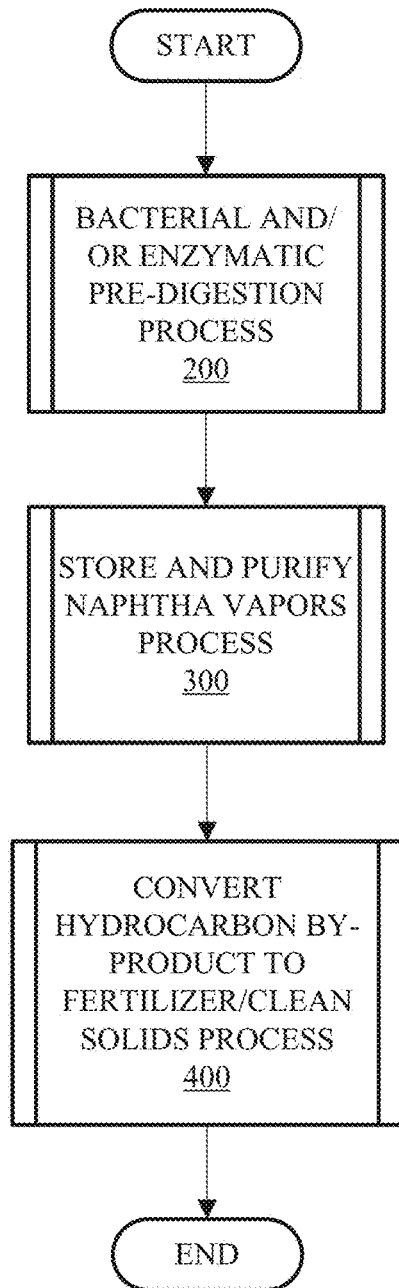 START
BACTERIAL AND/
OR ENZYMATIC
PRE-DIGESTION
PROCESS
200
STORE AND PURIFY
NAPHTHA VAPORS
PROCESS
300
CONVERT
HYDROCARBON BY-
PRODUCT TO
FERTILIZER/CLEAN
SOLIDS PROCESS
400
END